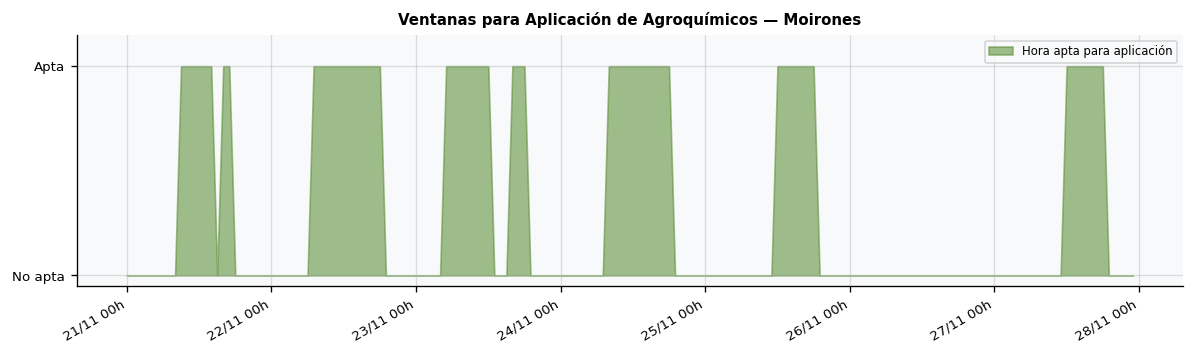 Ventanas para Aplicación de Agroquímicos — Moirones
Hora apta para aplicación
Apta
No apta
21/11 00h
22/11 00h
23/11 00h
24/11 00h
25/11 00h
26/11 00h
27/11 00h
28/11 00h